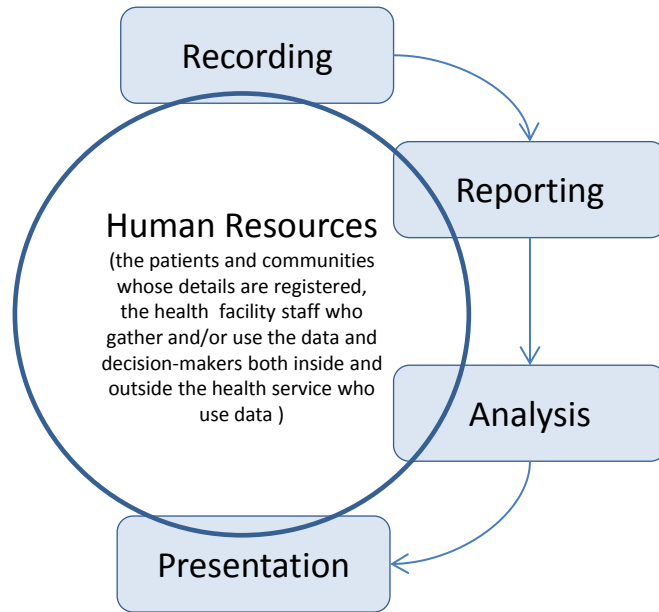 Recording
Reporting
Human Resources
(the patients and communities
whose details are registered,
the health facility staff who
gather and/or use the data and
decision-makers both inside and
outside the health service who
use data )
Analysis
Presentation